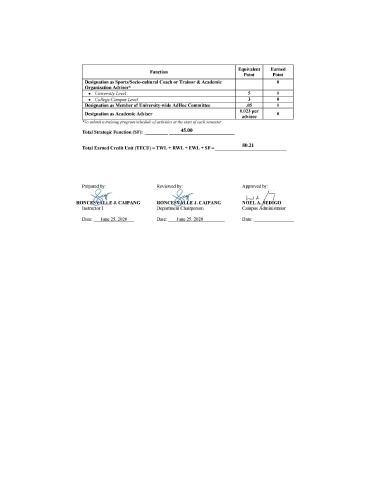 Function Equivalent Point Earned Point
Designation as Sports/Socio-cultural Coach or Trainor & Academic Organization Adviser* 0
• University Level 5 0
• College/Campus Level 3 0
Designation as Member of University-wide AdHoc Committee .05 0
Designation as Academic Adviser 0.023 per advisee 0
*To submit a training program/schedule of activities at the start of each semester
Total Strategic Function (SF): 45.00
Total Earned Credit Unit (TECU) = TWL + RWL + EWL + SF = 80.21
Prepared by: Reviewed by: Approved by:
RONCESVALLE J. CAIPANG RONCESVALLE J. CAIPANG NOEL A. SEDIGO
Instructor I Department Chairperson Campus Administrator
Date: June 25, 2020 Date: June 25, 2020 Date: